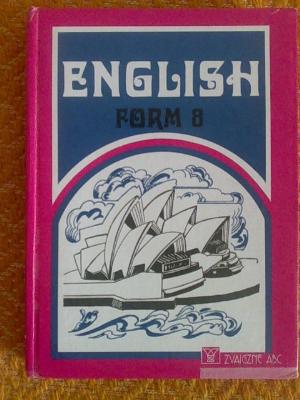 ENGLISH
FORM 8
ZVAIGZNE ABC